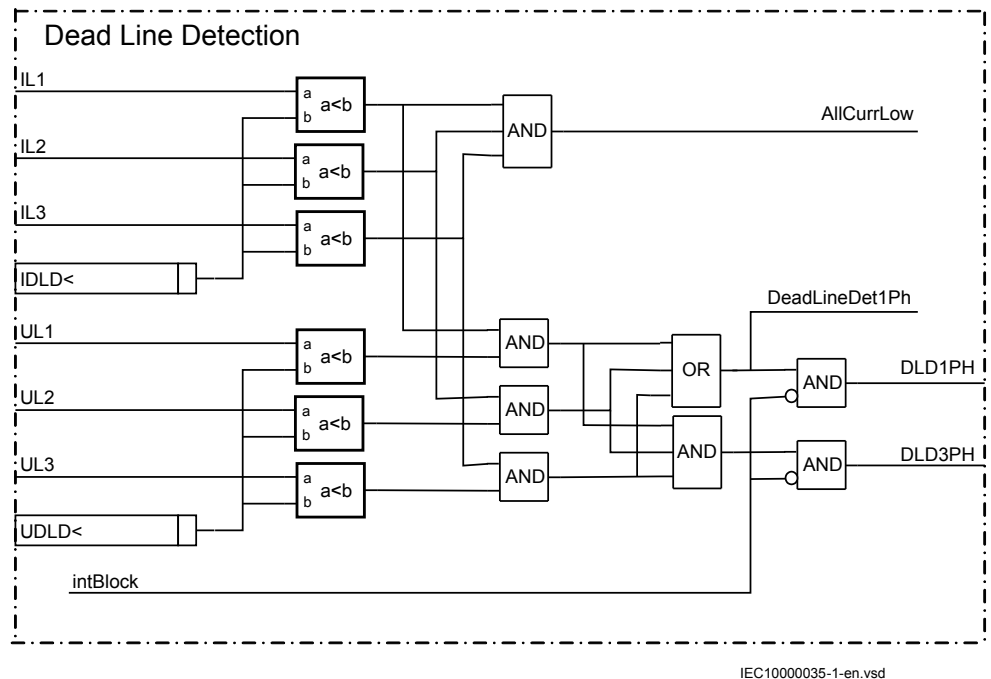 Dead Line Detection
IL1
a
b
a<b
AllCurrLow
AND
IL2
a
b
a<b
IL3
a
b
a<b
IDLD<
DeadLineDet1Ph
UL1
a
b
a<b
AND
OR
DLD1PH
AND
UL2
a
b
a<b
AND
AND
DLD3PH
AND
UL3
a
b
a<b
AND
UDLD<
intBlock
IEC10000035-1-en.vsd